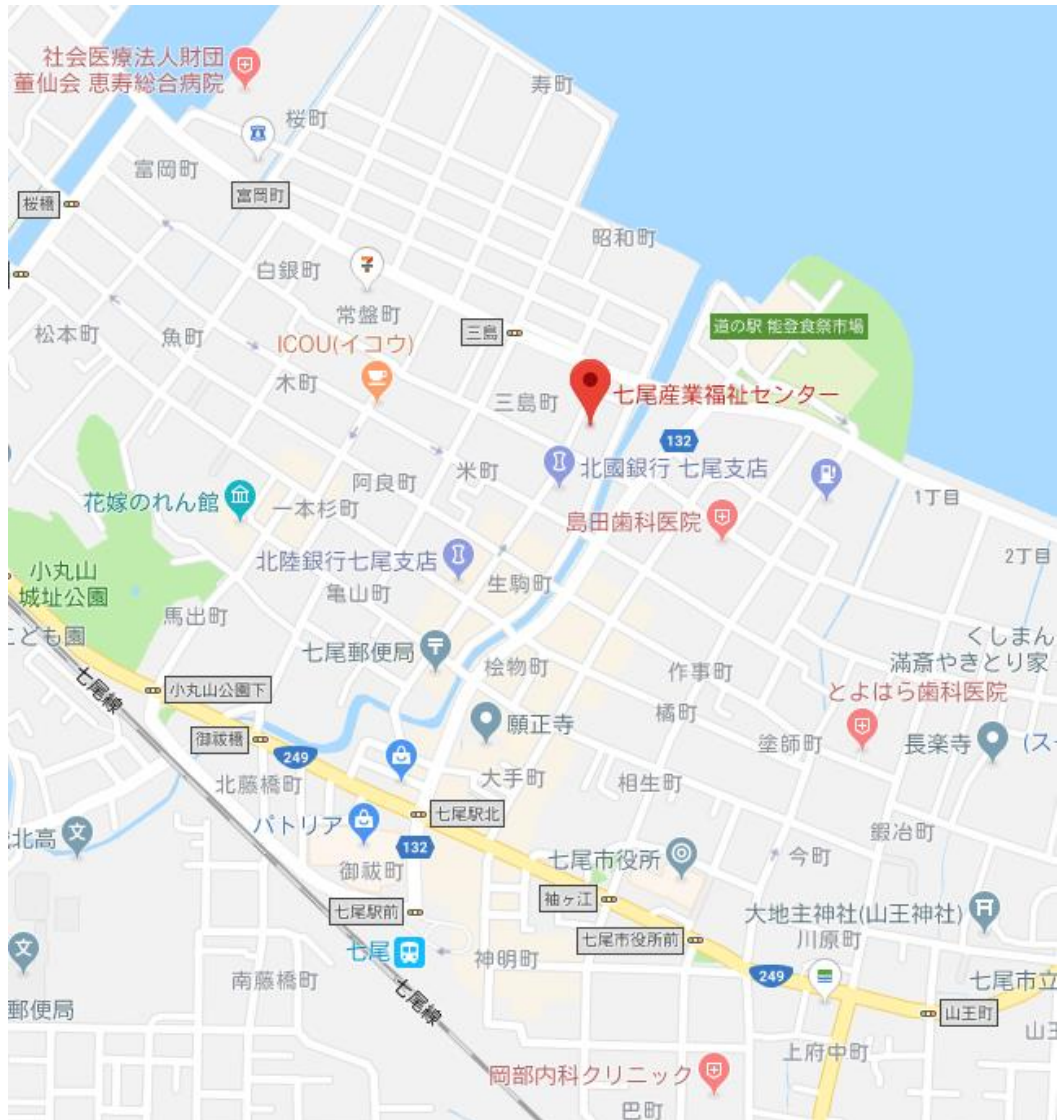 社会医療法人財団
董仙会 恵寿総合病院
寿町
桜町
富岡町
富岡町
桜橋
昭和町
白銀町
常盤町
三島
道の駅 能登食祭市場
松本町
魚町
ICOU(イコウ)
木町
三島町
七尾産業福祉センター
132
北國銀行 七尾支店
米町
阿良町
花嫁のれん館
一本杉町
1丁目
島田歯科医院
2丁目
北陸銀行七尾支店
小丸山
城址公園
亀山町
生駒町
馬出町
こども園
七尾郵便局
桧物町
作事町
くしまん
満斎やきとり家
七尾線
小丸山公園下
とよはら歯科医院
橘町
願正寺
御祓橋
塗師町
長楽寺
(ス
249
北藤橋町
大手町
相生町
七尾駅北
パトリア
北高
鍛冶町
132
御祓町
七尾市役所
今町
袖ヶ江
七尾駅前
大地主神社(山王神社)
七尾市役所前
川原町
七尾
神明町
南藤橋町
249
七尾市立
七尾線
郵便局
山王町
山王
上府中町
岡部内科クリニック
巴町